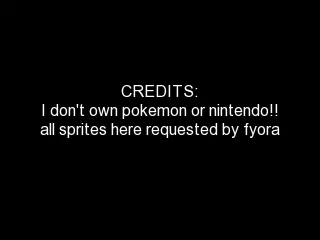 CREDITS:
I don't own pokemon or nintendo!!
all sprites here requested by fyora